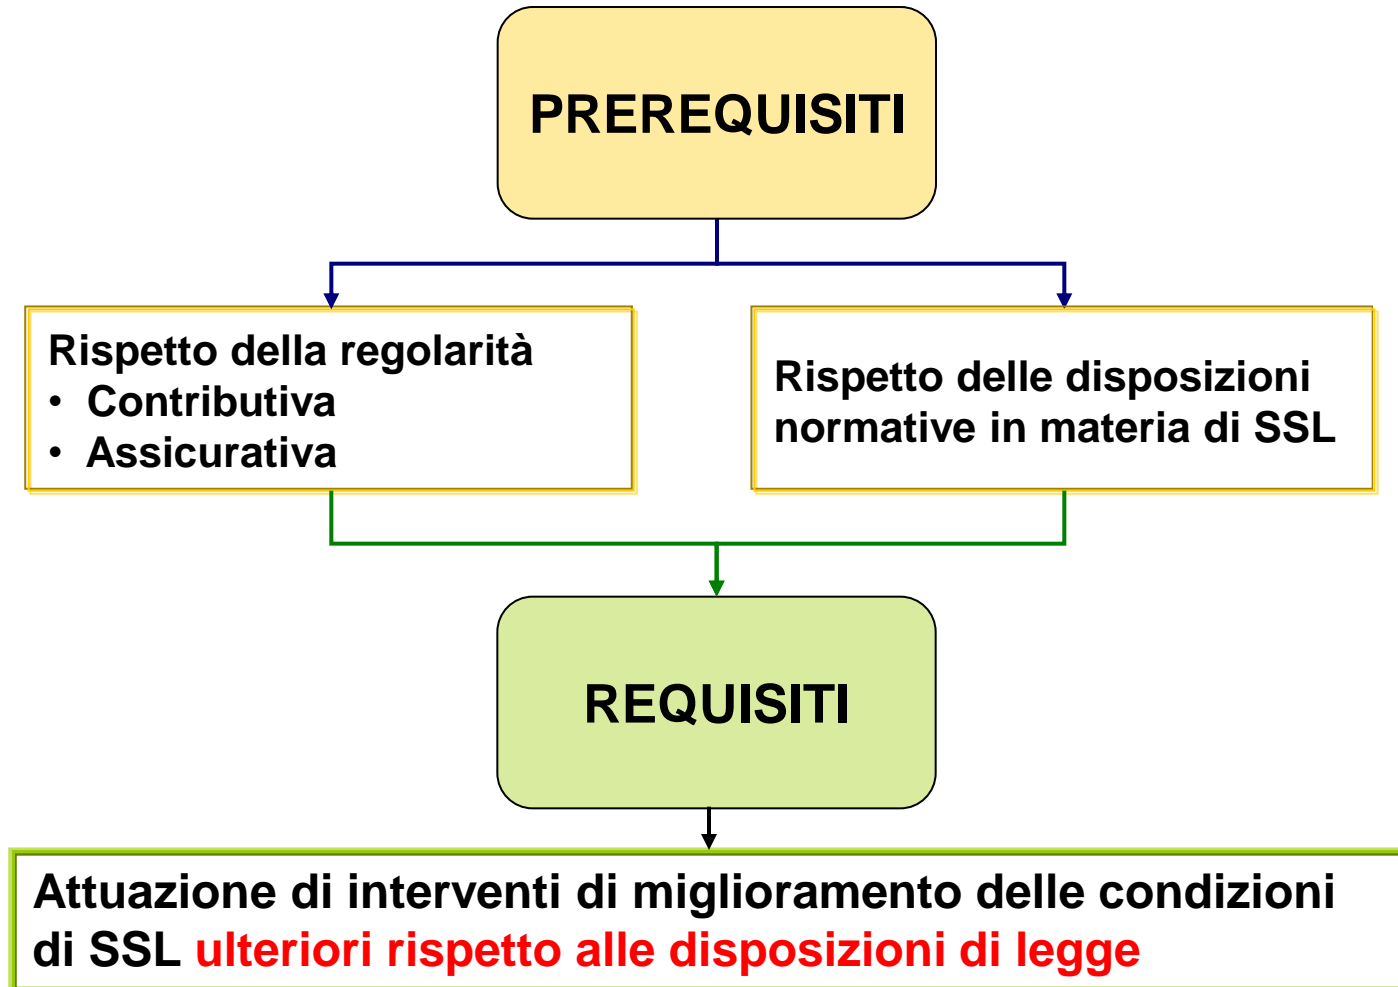 PREREQUISITI
Rispetto della regolarità
• Contributiva
• Assicurativa
Rispetto delle disposizioni
normative in materia di SSL
REQUISITI
Attuazione di interventi di miglioramento delle condizioni
di SSL ulteriori rispetto alle disposizioni di legge